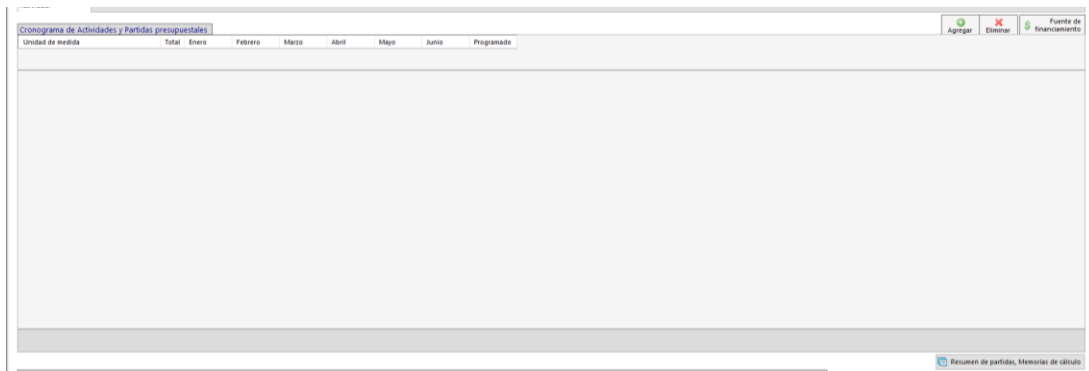 Cronograma de Actividades y Partidas presupuestales
Agregar
Eliminar
Fuente de
financiamiento
Unidad de medida Total Enero Febrero Marzo Abril Mayo Junio Programado
Resumen de partidas, Memorias de cálculo